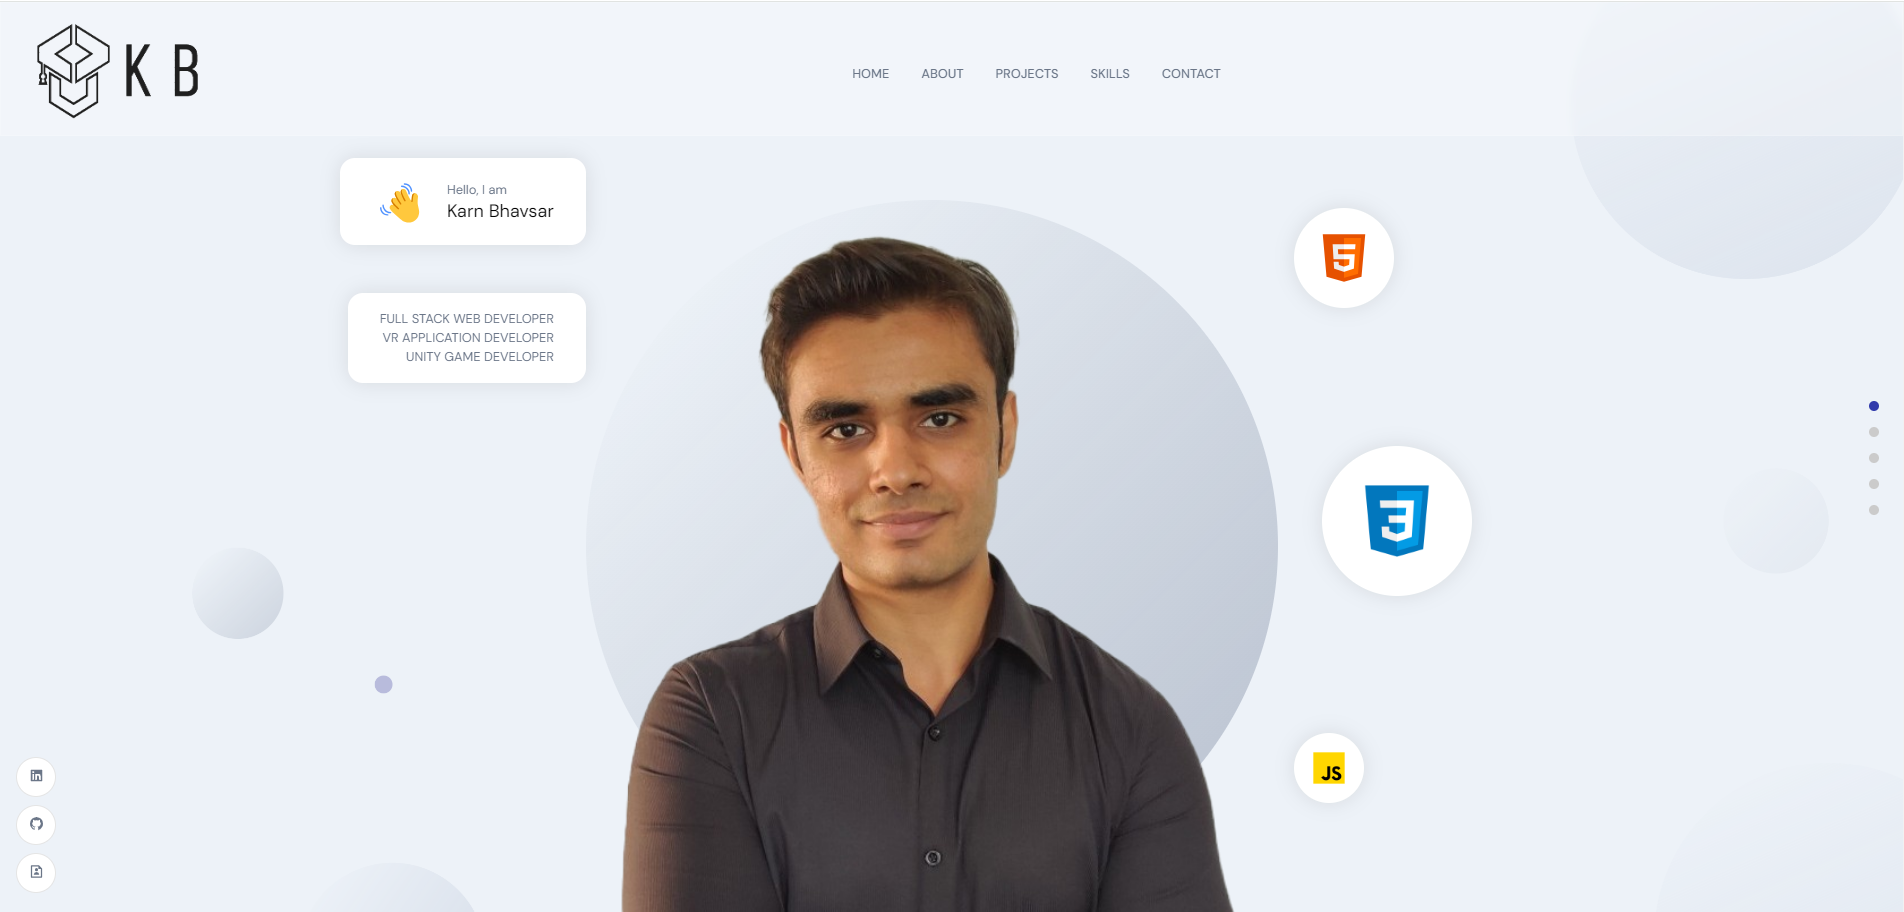 K B
HOME
ABOUT
PROJECTS
SKILLS
CONTACT
Hello, I am
Karn Bhavsar
FULL STACK WEB DEVELOPER
VR APPLICATION DEVELOPER
UNITY GAME DEVELOPER
5
3
JS
in